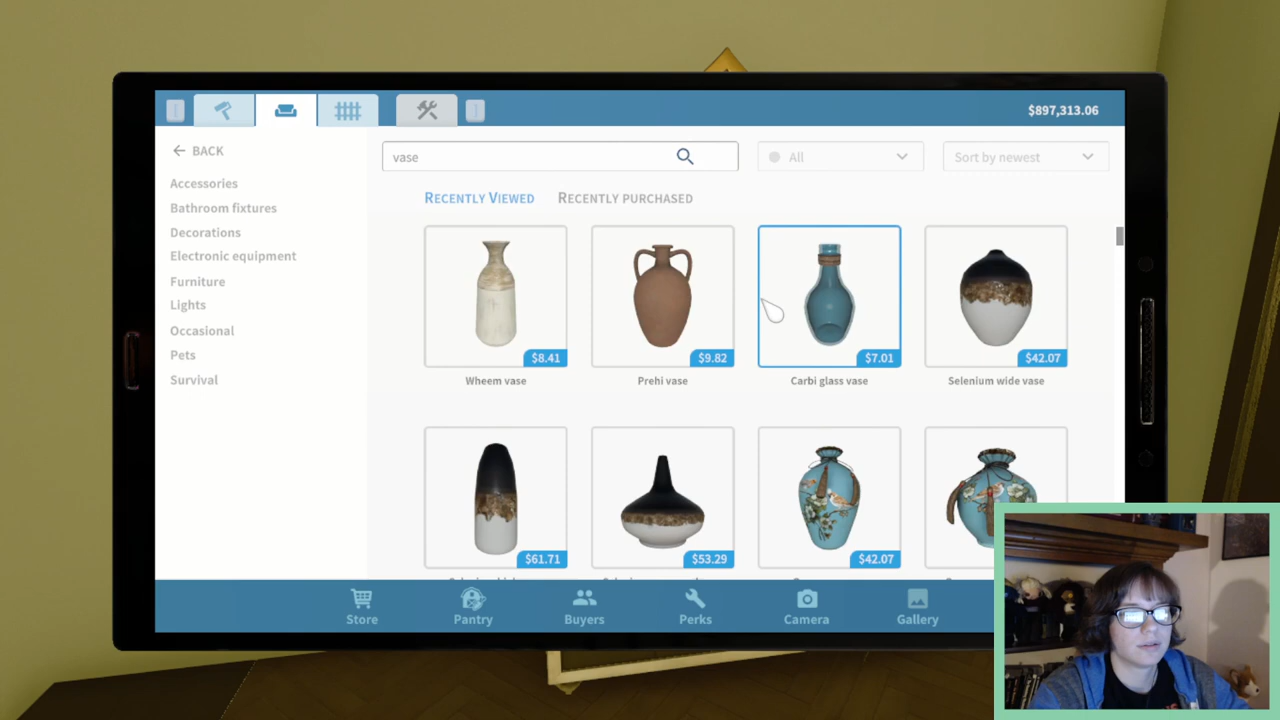 $897,313.06
BACK
vase
All
Sort by newest
Accessories
Bathroom fixtures
Decorations
Electronic equipment
Furniture
Lights
Occasional
Pets
Survival
RECENTLY VIEWED
RECENTLY PURCHASED
$8.41
$9.82
$7.01
$42.07
Wheem vase
Prehi vase
Carbi glass vase
Selenium wide vase
$61.71
$53.29
$42.07
Store
Pantry
Buyers
Perks
Camera
Gallery